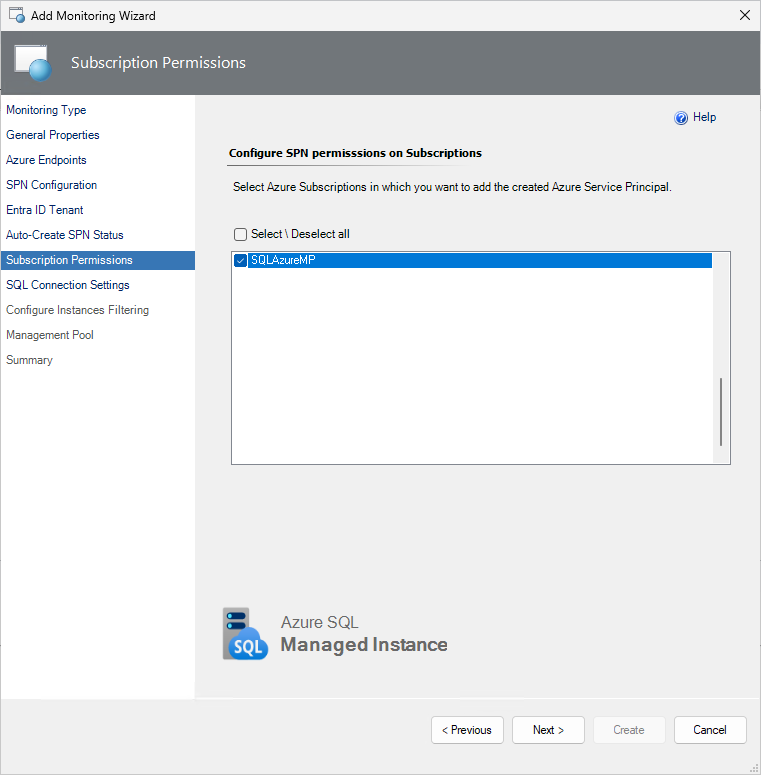 Add Monitoring Wizard
Subscription Permissions
Monitoring Type
General Properties
Azure Endpoints
SPN Configuration
Entra ID Tenant
Auto-Create SPN Status
Subscription Permissions
SQL Connection Settings
Configure Instances Filtering
Management Pool
Summary
Help
Configure SPN permisssions on Subscriptions
Select Azure Subscriptions in which you want to add the created Azure Service Principal.
Select \ Deselect all
SQLAzureMP
SQL
Azure SQL
Managed Instance
< Previous
Next >
Create
Cancel